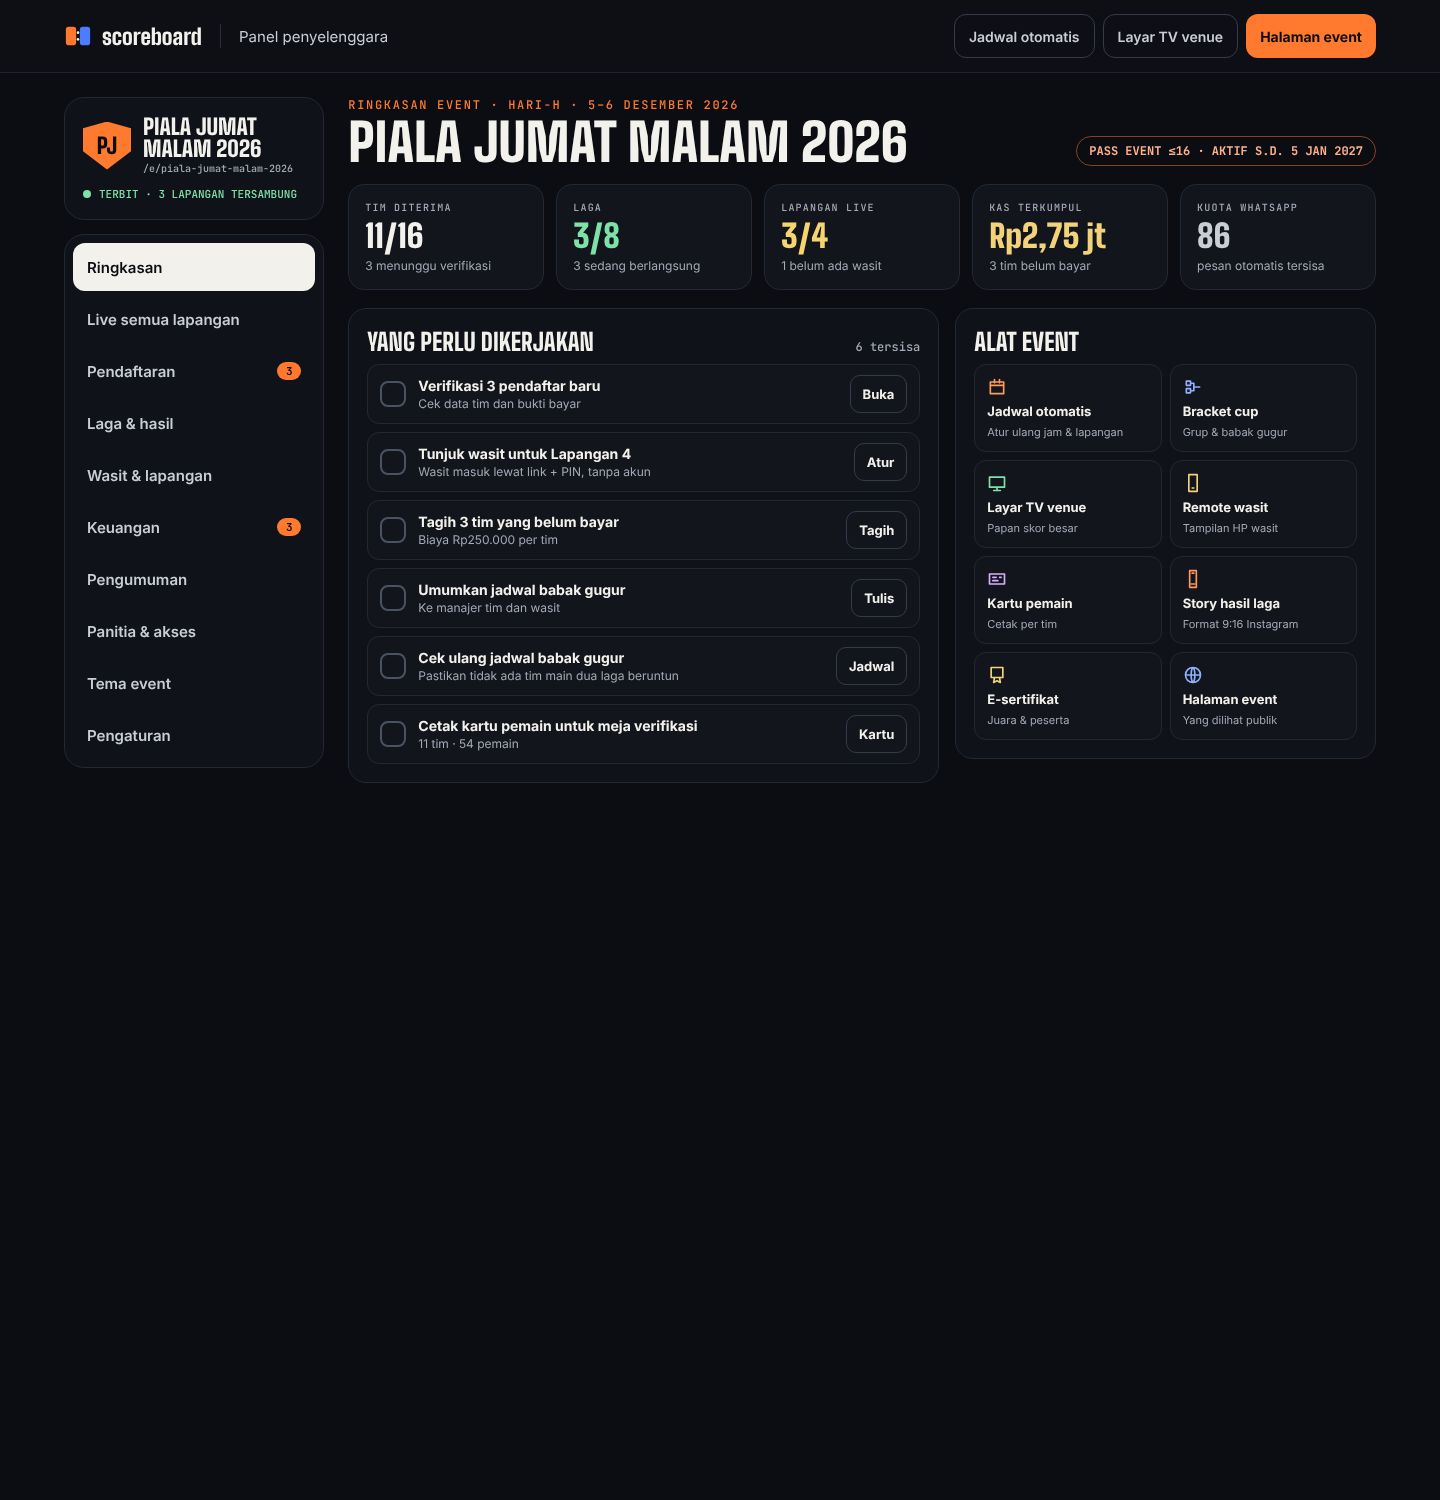 scoreboard
Panel penyelenggara
Jadwal otomatis
Layar TV venue
Halaman event
PJ
PIALA JUMAT
MALAM 2026
/e/piala-jumat-malam-2026
TERBIT · 3 LAPANGAN TERSAMBUNG
Ringkasan
Live semua lapangan
Pendaftaran
3
Laga & hasil
Wasit & lapangan
Keuangan
3
Pengumuman
Panitia & akses
Tema event
Pengaturan
RINGKASAN EVENT · HARI-H · 5–6 DESEMBER 2026
PIALA JUMAT MALAM 2026
PASS EVENT ≤16 · AKTIF S.D. 5 JAN 2027
TIM DITERIMA
11/16
3 menunggu verifikasi
LAGA
3/8
3 sedang berlangsung
LAPANGAN LIVE
3/4
1 belum ada wasit
KAS TERKUMPUL
Rp2,75 jt
3 tim belum bayar
KUOTA WHATSAPP
86
pesan otomatis tersisa
YANG PERLU DIKERJAKAN
6 tersisa
Verifikasi 3 pendaftar baru
Cek data tim dan bukti bayar
Buka
Tunjuk wasit untuk Lapangan 4
Wasit masuk lewat link + PIN, tanpa akun
Atur
Tagih 3 tim yang belum bayar
Biaya Rp250.000 per tim
Tagih
Umumkan jadwal babak gugur
Ke manajer tim dan wasit
Tulis
Cek ulang jadwal babak gugur
Pastikan tidak ada tim main dua laga beruntun
Jadwal
Cetak kartu pemain untuk meja verifikasi
11 tim · 54 pemain
Kartu
ALAT EVENT
Jadwal otomatis
Atur ulang jam & lapangan
Bracket cup
Grup & babak gugur
Layar TV venue
Papan skor besar
Remote wasit
Tampilan HP wasit
Kartu pemain
Cetak per tim
Story hasil laga
Format 9:16 Instagram
E-sertifikat
Juara & peserta
Halaman event
Yang dilihat publik